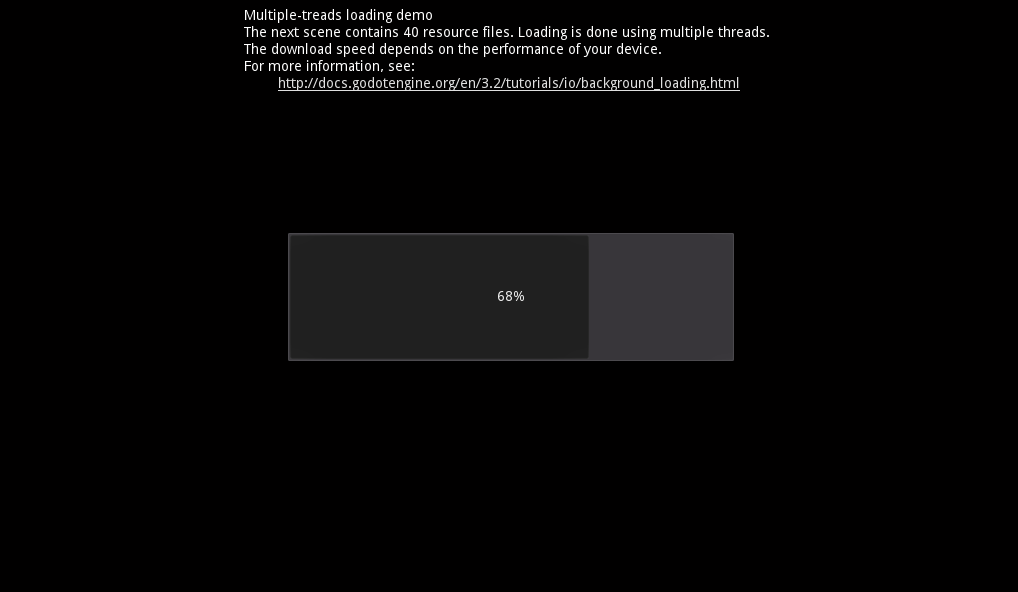 Multiple-treads loading demo
The next scene contains 40 resource files. Loading is done using multiple threads.
The download speed depends on the performance of your device.
For more information, see:
http://docs.godotengine.org/en/3.2/tutorials/io/background_loading.html
68%